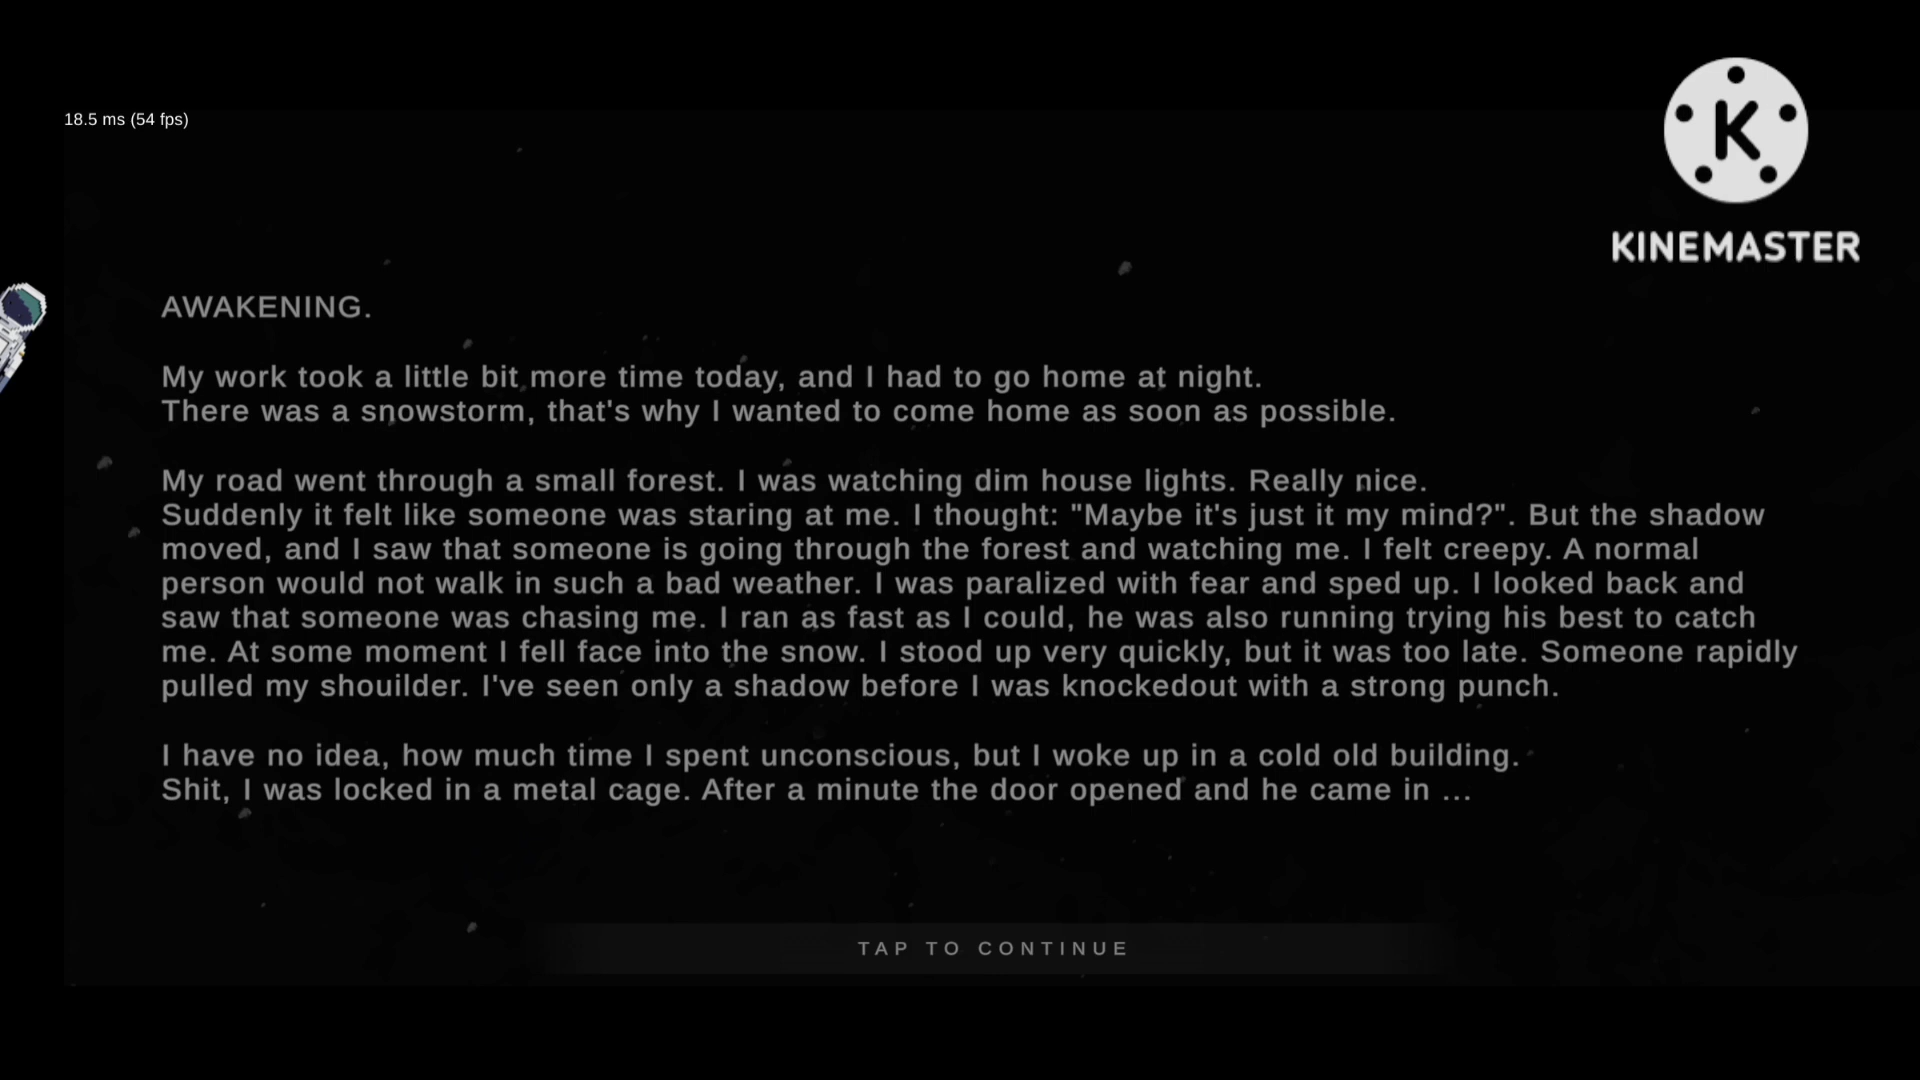 18.5 ms (54 fps)
K
KINEMASTER
AWAKENING.
My work took a little bit more time today, and I had to go home at night.
There was a snowstorm, that's why I wanted to come home as soon as possible.
My road went through a small forest. I was watching dim house lights. Really nice.
Suddenly it felt like someone was staring at me. I thought: "Maybe it's just it my mind?". But the shadow
moved, and I saw that someone is going through the forest and watching me. I felt creepy. A normal
person would not walk in such a bad weather. I was paralized with fear and sped up. I looked back and
saw that someone was chasing me. I ran as fast as I could, he was also running trying his best to catch
me. At some moment I fell face into the snow. I stood up very quickly, but it was too late. Someone rapidly
pulled my shouilder. I've seen only a shadow before I was knockedout with a strong punch.
I have no idea, how much time I spent unconscious, but I woke up in a cold old building.
Shit, I was locked in a metal cage. After a minute the door opened and he came in ...
TAP TO CONTINUE